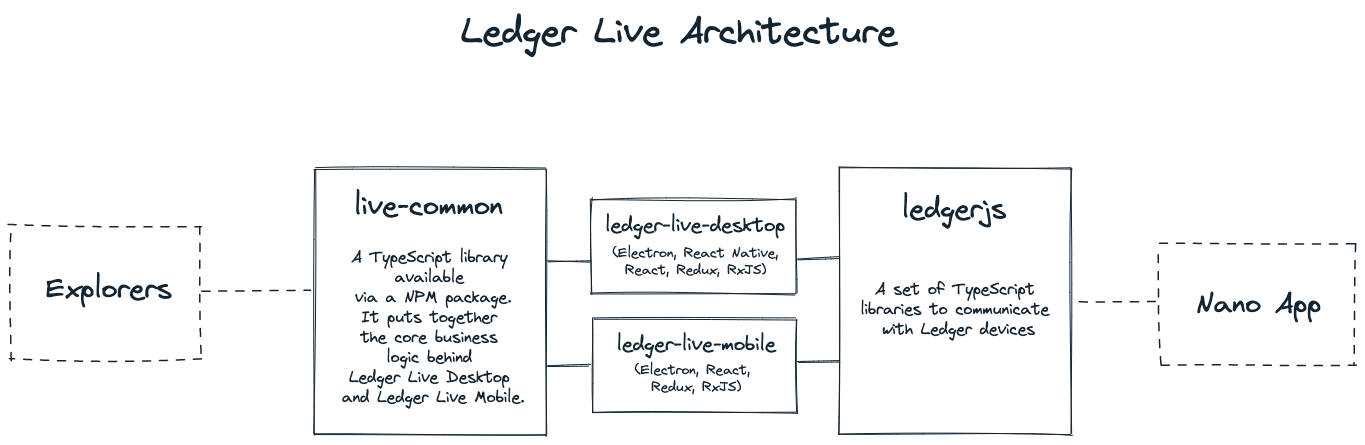 Ledger Live Architecture
Explorers
live-common
A TypeScript library
available
via a NPM package.
It puts together
the core business
logic behind
Ledger Live Desktop
and Ledger Live Mobile.
ledger-live-desktop
(Electron, React Native,
React, Redux, RxJS)
ledger-live-mobile
(Electron, React,
Redux, RxJS)
ledgerjs
A set of TypeScript
libraries to communicate
with Ledger devices
Nano App